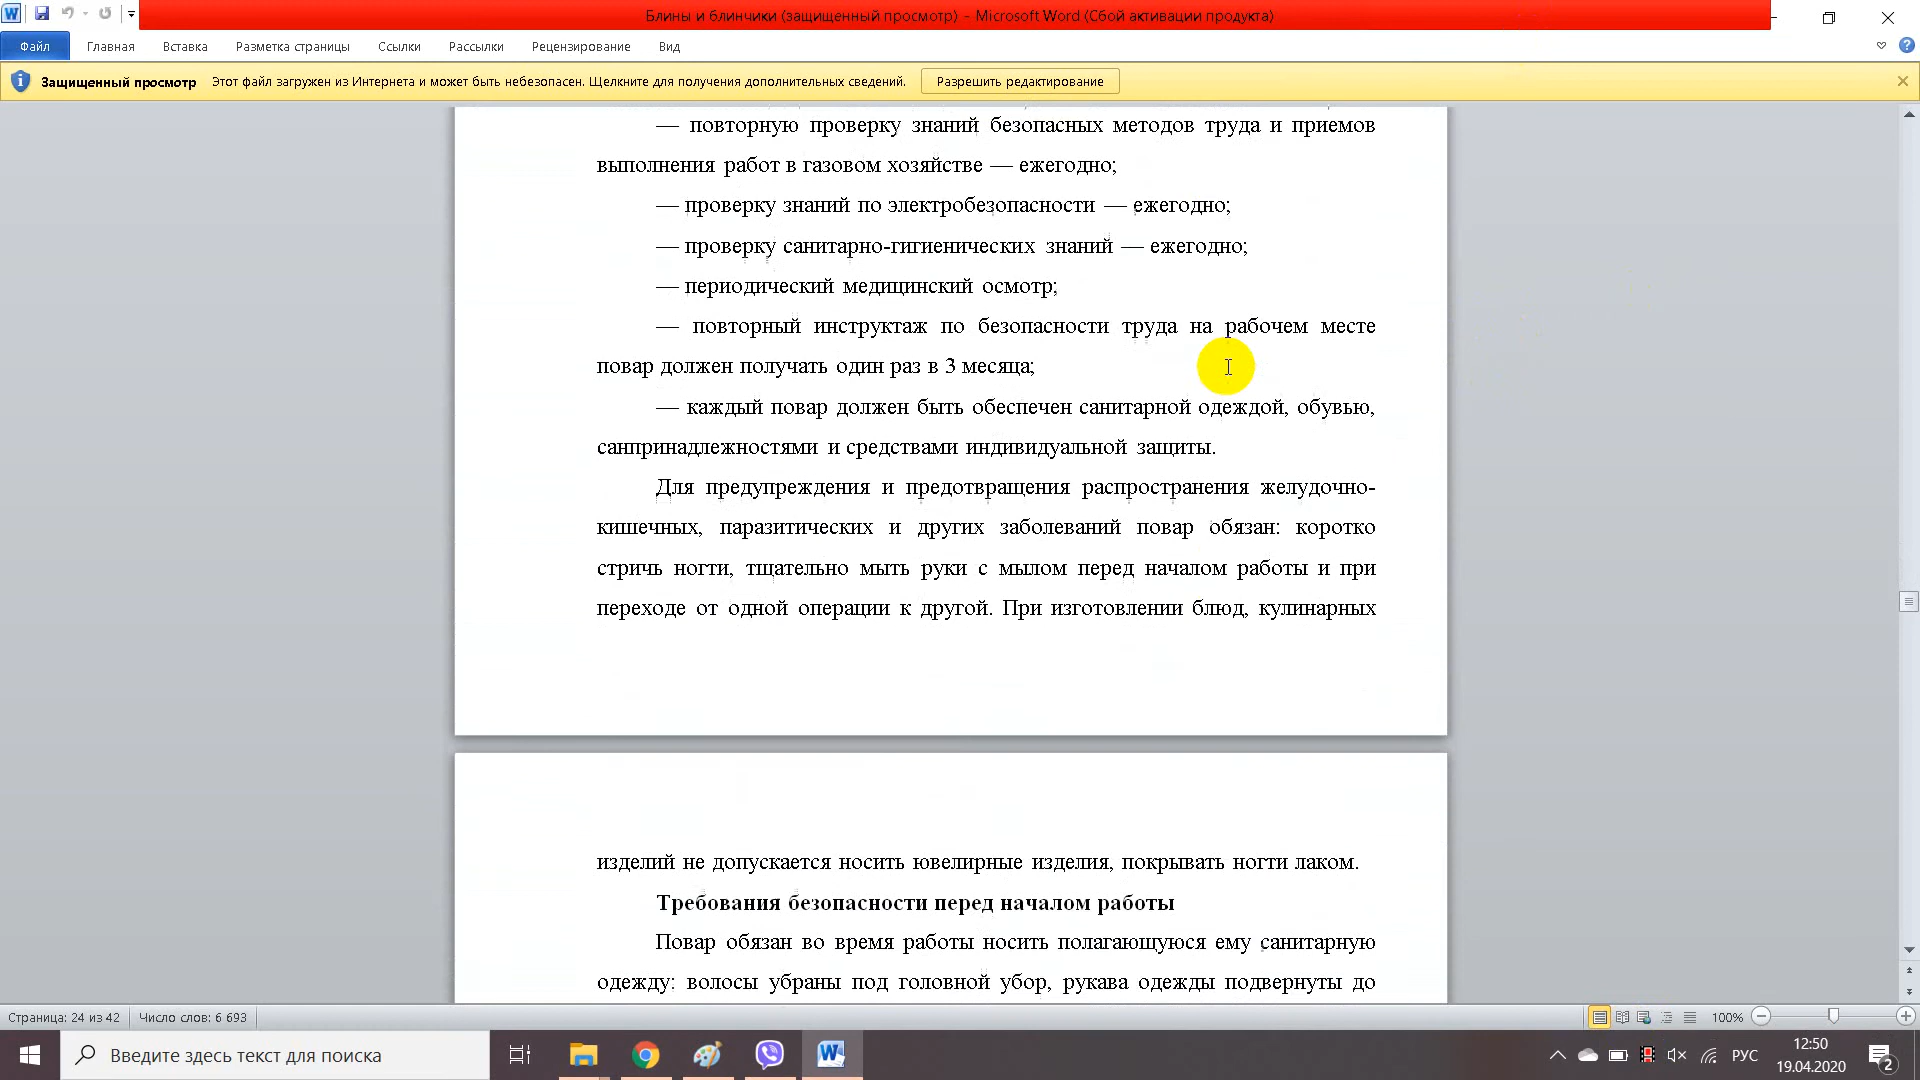 Блины и блинчики (защищенный просмотр) - Microsoft Word (Сбой активации продукта)
Файл Главная Вставка Разметка страницы Ссылки Рассылки Рецензирование Вид
Защищенный просмотр Этот файл загружен из Интернета и может быть небезопасен. Щелкните для получения дополнительных сведений. Разрешить редактирование
— повторную проверку знаний безопасных методов труда и приемов
выполнения работ в газовом хозяйстве — ежегодно;
— проверку знаний по электробезопасности — ежегодно;
— проверку санитарно-гигиенических знаний — ежегодно;
— периодический медицинский осмотр;
— повторный инструктаж по безопасности труда на рабочем месте
повар должен получать один раз в 3 месяца;
— каждый повар должен быть обеспечен санитарной одеждой, обувью,
санпринадлежностями и средствами индивидуальной защиты.
Для предупреждения и предотвращения распространения желудочно-
кишечных, паразитических и других заболеваний повар обязан: коротко
стричь ногти, тщательно мыть руки с мылом перед началом работы и при
переходе от одной операции к другой. При изготовлении блюд, кулинарных
изделий не допускается носить ювелирные изделия, покрывать ногти лаком.
Требования безопасности перед началом работы
Повар обязан во время работы носить полагающуюся ему санитарную
одежду: волосы убраны под головной убор, рукава одежды подвернуты до
Страница: 24 из 42 Число слов: 6 693 100%
Введите здесь текст для поиска РУС 12:50
19.04.2020 2